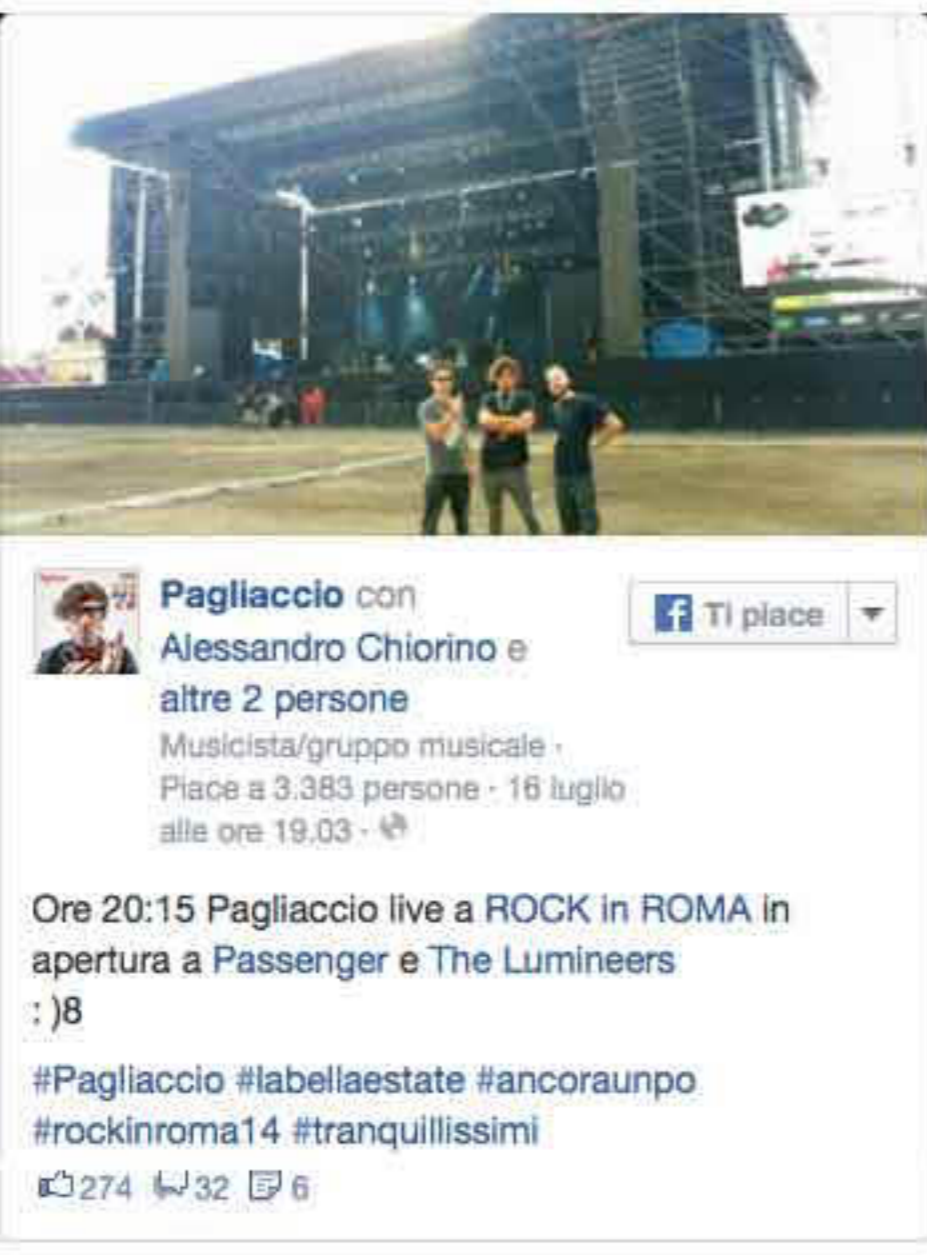 Pagliaccio con
Alessandro Chiorino e
altre 2 persone
Musicista/gruppo musicale ·
Piace a 3.383 persone · 16 luglio
alle ore 19.03 ·
Ti piace
Ore 20:15 Pagliaccio live a ROCK in ROMA in
apertura a Passenger e The Lumineers
: )8
#Pagliaccio #labellaestate #ancoraunpo
#rockinroma14 #tranquillissimi
274 32 6